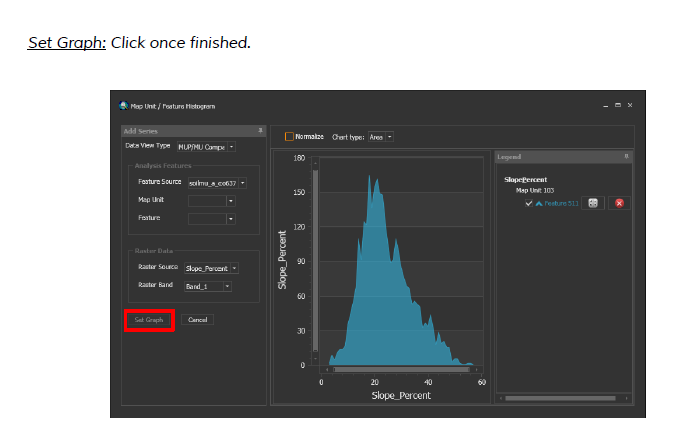 Set Graph: Click once finished.
Map Unit / Feature Histogram
Add Series
Data View Type MUP/MU Compa
Analysis Features
Feature Source soilmu_a_co637
Map Unit
Feature
Raster Data
Raster Source Slope_Percent
Raster Band Band_1
Set Graph Cancel
Normalize Chart type: Area
180
150
120
90
60
30
0
Slope_Percent
0 20 40 60
Slope_Percent
Legend
SlopePercent
Map Unit 103
Feature 511